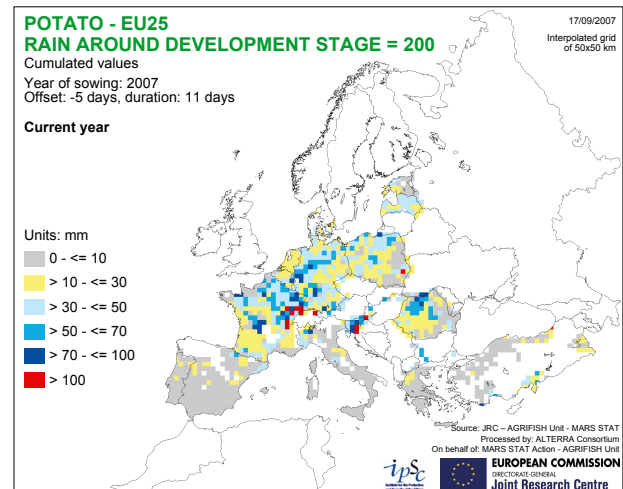 POTATO - EU25
RAIN AROUND DEVELOPMENT STAGE = 200
Cumulated values
Year of sowing: 2007
Offset: -5 days, duration: 11 days
Current year
17/09/2007
Interpolated grid
of 50x50 km
Units: mm
0 - <= 10
> 10 - <= 30
> 30 - <= 50
> 50 - <= 70
> 70 - <= 100
> 100
Source: JRC – AGRIFISH Unit - MARS STAT
Processed by: ALTERRA Consortium
On behalf of: MARS STAT Action - AGRIFISH Unit
ipSc
EUROPEAN COMMISSION
DIRECTORATE-GENERAL
Joint Research Centre